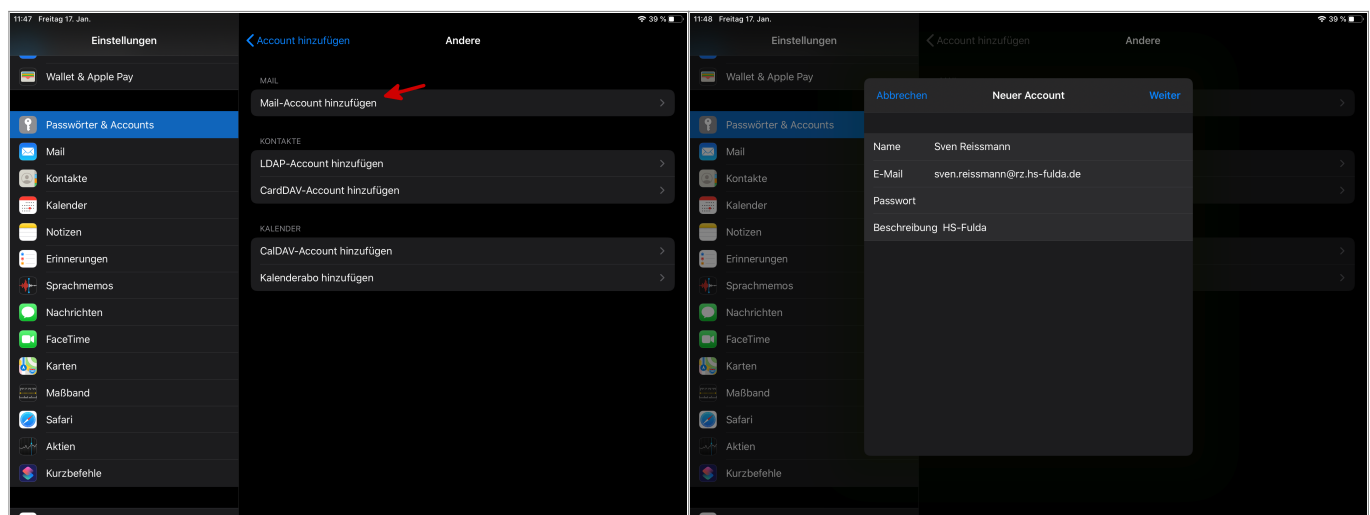 11:47 Freitag 17. Jan.
39 %
Einstellungen
Wallet & Apple Pay
Passwörter & Accounts
Mail
Kontakte
Kalender
Notizen
Erinnerungen
Sprachmemos
Nachrichten
FaceTime
Karten
Maßband
Safari
Aktien
Kurzbefehle
Account hinzufügen
Andere
MAIL
Mail-Account hinzufügen
KONTAKTE
LDAP-Account hinzufügen
CardDAV-Account hinzufügen
KALENDER
CalDAV-Account hinzufügen
Kalenderabo hinzufügen
11:48 Freitag 17. Jan.
39 %
Einstellungen
Wallet & Apple Pay
Passwörter & Accounts
Mail
Kontakte
Kalender
Notizen
Erinnerungen
Sprachmemos
Nachrichten
FaceTime
Karten
Maßband
Safari
Aktien
Kurzbefehle
Account hinzufügen
Andere
Abbrechen
Neuer Account
Weiter
Name Sven Reissmann
E-Mail sven.reissmann@rz.hs-fulda.de
Passwort
Beschreibung HS-Fulda